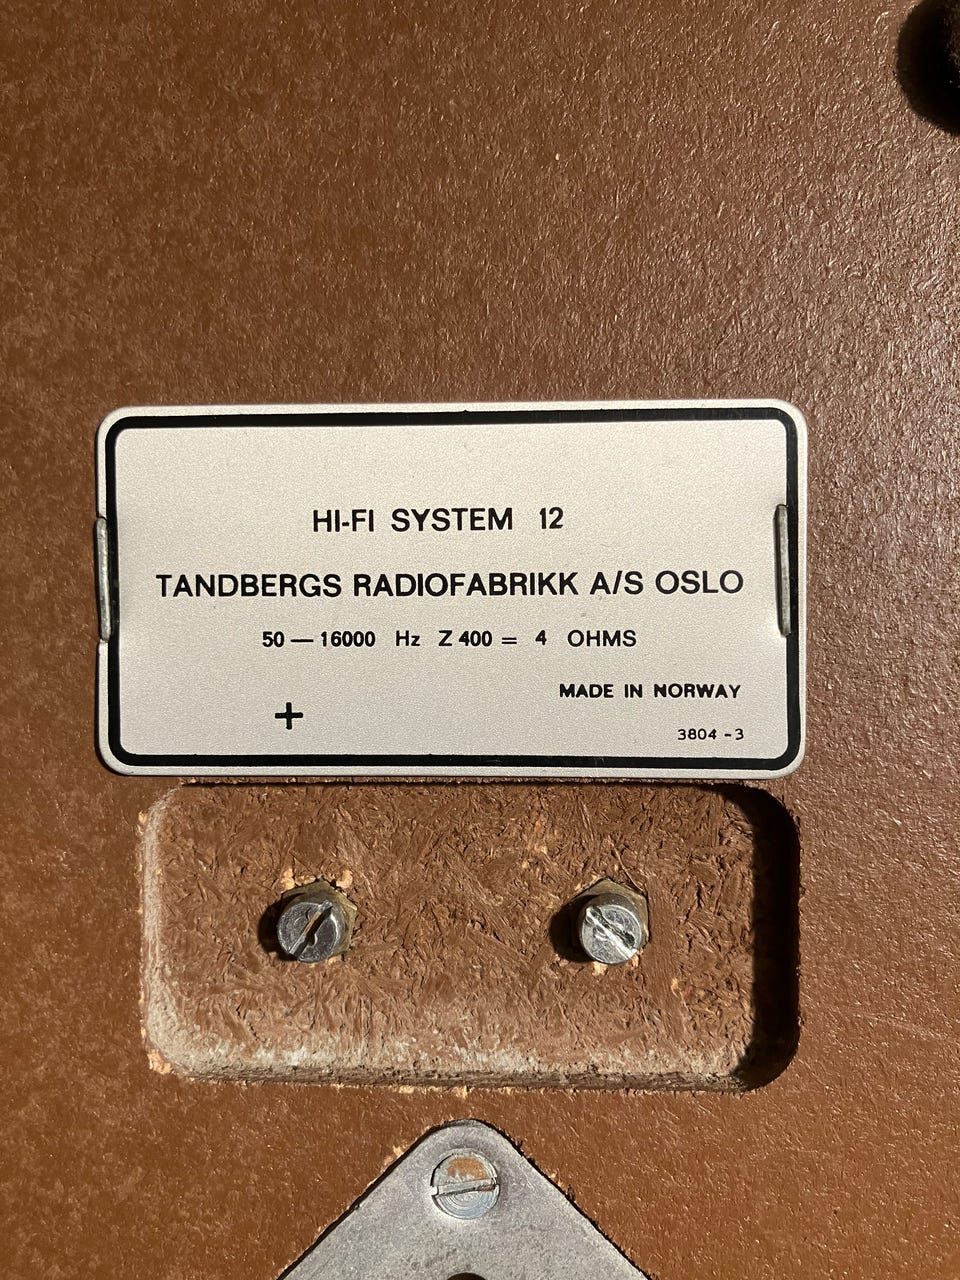 HI-FI SYSTEM 12
TANDBERGS RADIOFABRIKK A/S OSLO
50 — 16000 Hz Z 400 = 4 OHMS
MADE IN NORWAY
+
3804 - 3